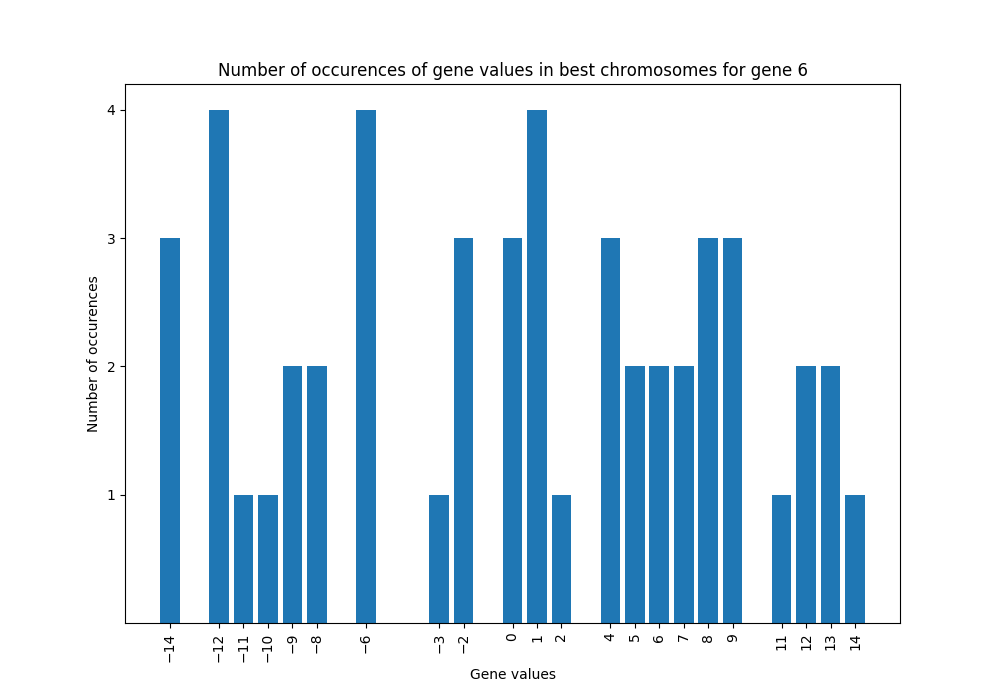 Number of occurences of gene values in best chromosomes for gene 6
4
3
2
1
Number of occurences
−14 −12 −11 −10 −9 −8 −6 −3 −2 0 1 2 4 5 6 7 8 9 11 12 13 14
Gene values